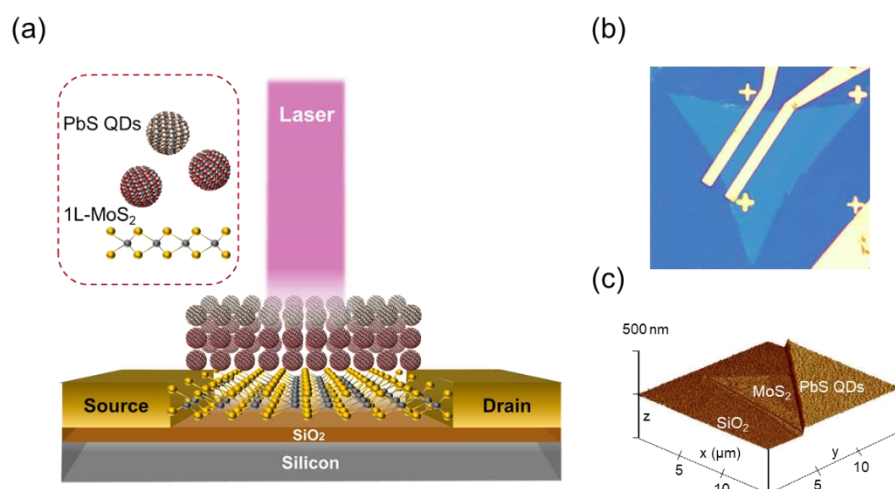 (a)
PbS QDs
1L-MoS₂
Laser
Source
Drain
SiO₂
Silicon
(b)
(c)
500 nm
z
SiO₂
MoS₂
PbS QDs
x (µm)
5
10
y
5
10